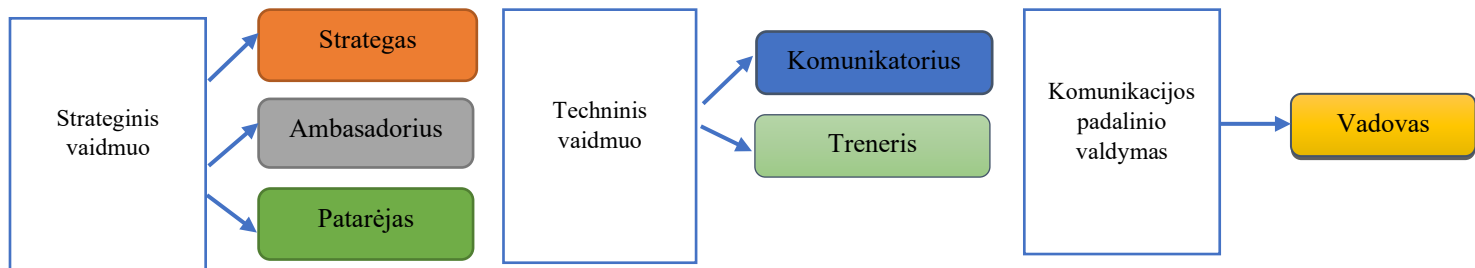 Strateginis
vaidmuo
Strategas
Ambasadorius
Patarėjas
Techninis
vaidmuo
Komunikatorius
Treneris
Komunikacijos
padalinio
valdymas
Vadovas